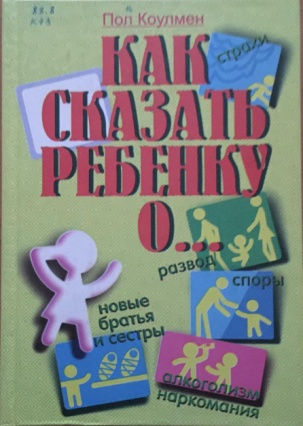 Пол Коулмен
КАК
страхи
СКАЗАТЬ
РЕБЕНКУ
О...
развод
споры
новые
братья
и сестры
алкоголизм
наркомания